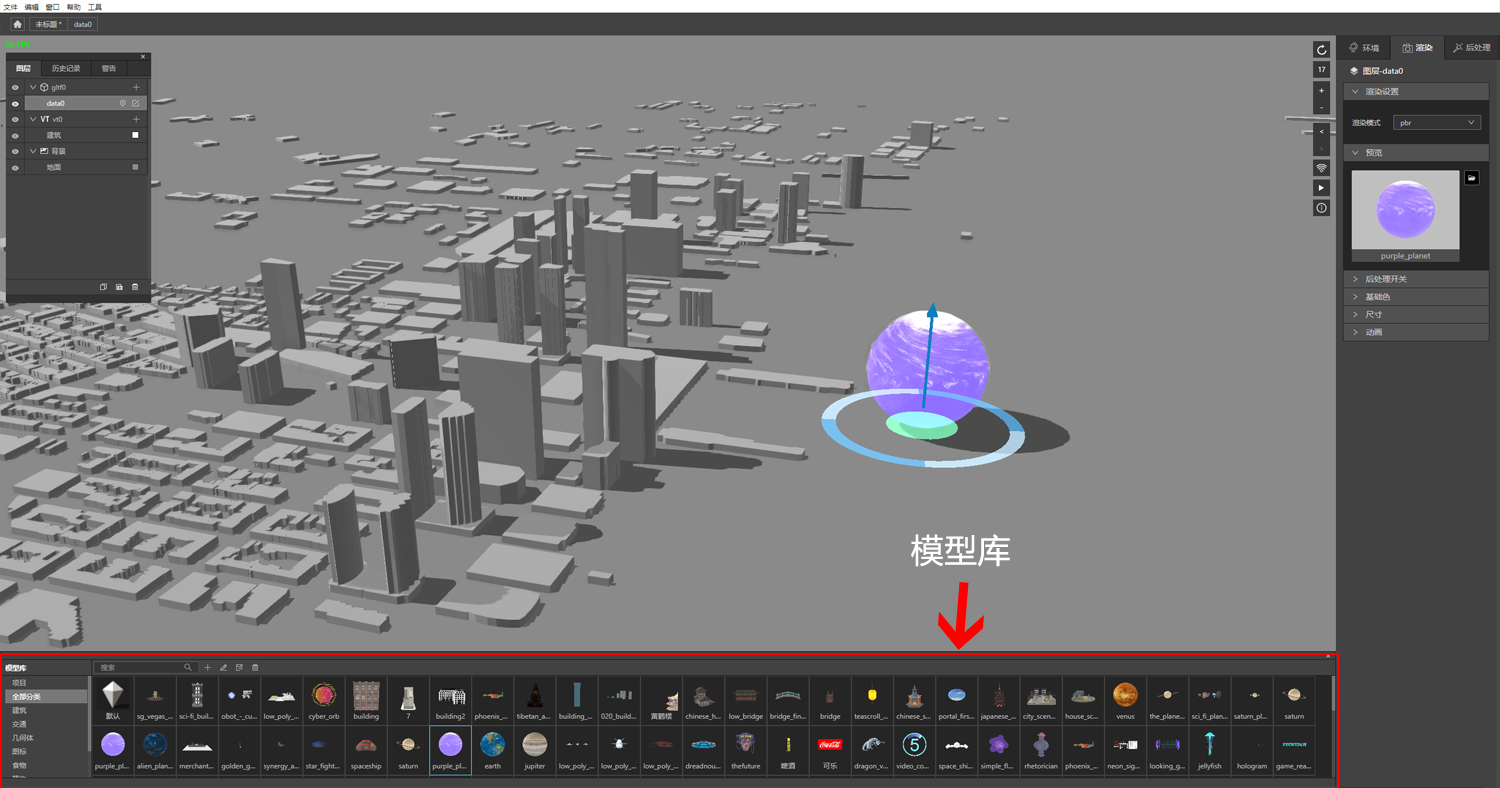 文件 编辑 窗口 帮助 工具
未标题 * data0
图层 历史记录 警告
gltf0
data0
VT vt0
建筑
背景
地面
17
环境 渲染 后处理
图层-data0
渲染设置
渲染模式 pbr
预览
purple_planet
后处理开关
基础色
尺寸
动画
模型库
模型库 搜索
项目
全部分类
建筑
交通
几何体
图标
食物
默认 sg_vegas_... sci-fi_buil... obot_-_cu... low_poly_... cyber_orb building 7 building2 phoenix_... tibetan_a... building_... 020_build... 黄鹤楼 chinese_h... low_bridge bridge_fin... bridge teascroll_... chinese_s... portal_firs... japanese_... city_scen... house_sc... venus the_plane... sci_fi_plan... saturn_pl... saturn
purple_pl... alien_plan... merchant... golden_g... synergy_a... star_fight... spaceship saturn purple_pl... earth jupiter low_poly_... low_poly_... low_poly_... dreadnou... thefuture 啤酒 可乐 dragon_v... video_co... space_shi... simple_fl... rhetorician phoenix_... neon_sig... looking_g... jellyfish hologram game_rea...